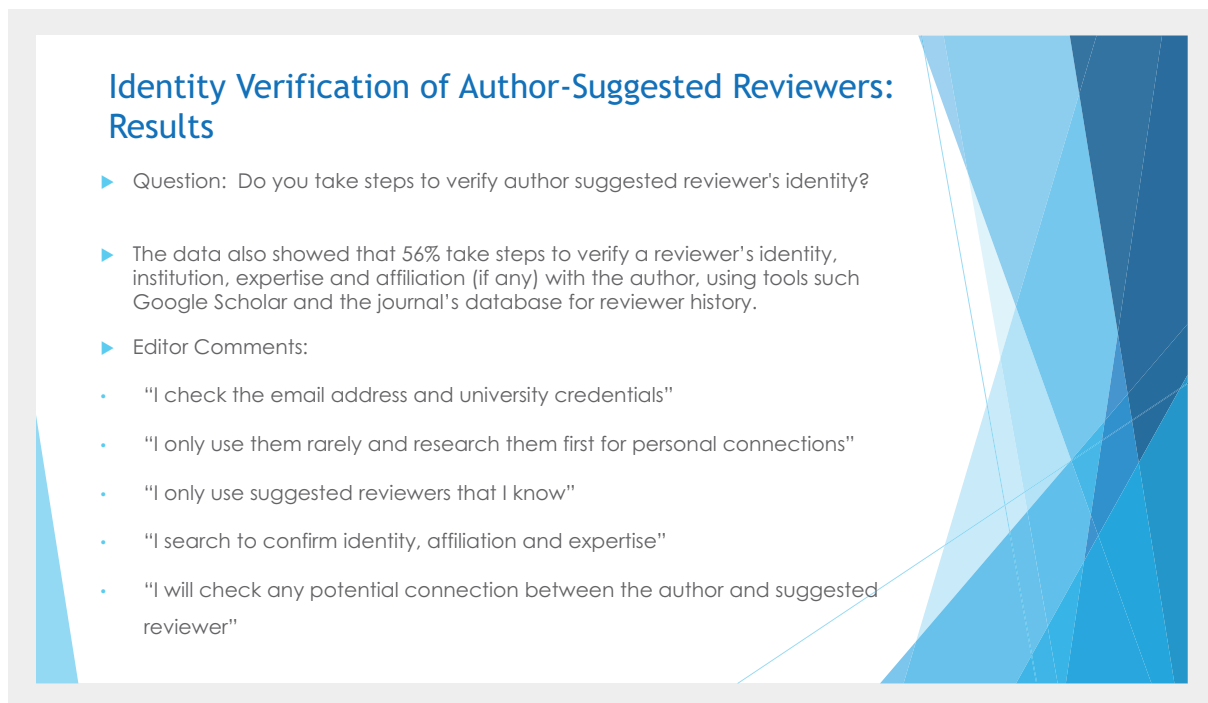 Identity Verification of Author-Suggested Reviewers:
Results
Question:  Do you take steps to verify author suggested reviewer's identity?
The data also showed that 56% take steps to verify a reviewer’s identity,
institution, expertise and affiliation (if any) with the author, using tools such
Google Scholar and the journal’s database for reviewer history.
Editor Comments:
“I check the email address and university credentials”
“I only use them rarely and research them first for personal connections”
“I only use suggested reviewers that I know”
“I search to confirm identity, affiliation and expertise”
“I will check any potential connection between the author and suggested
reviewer”